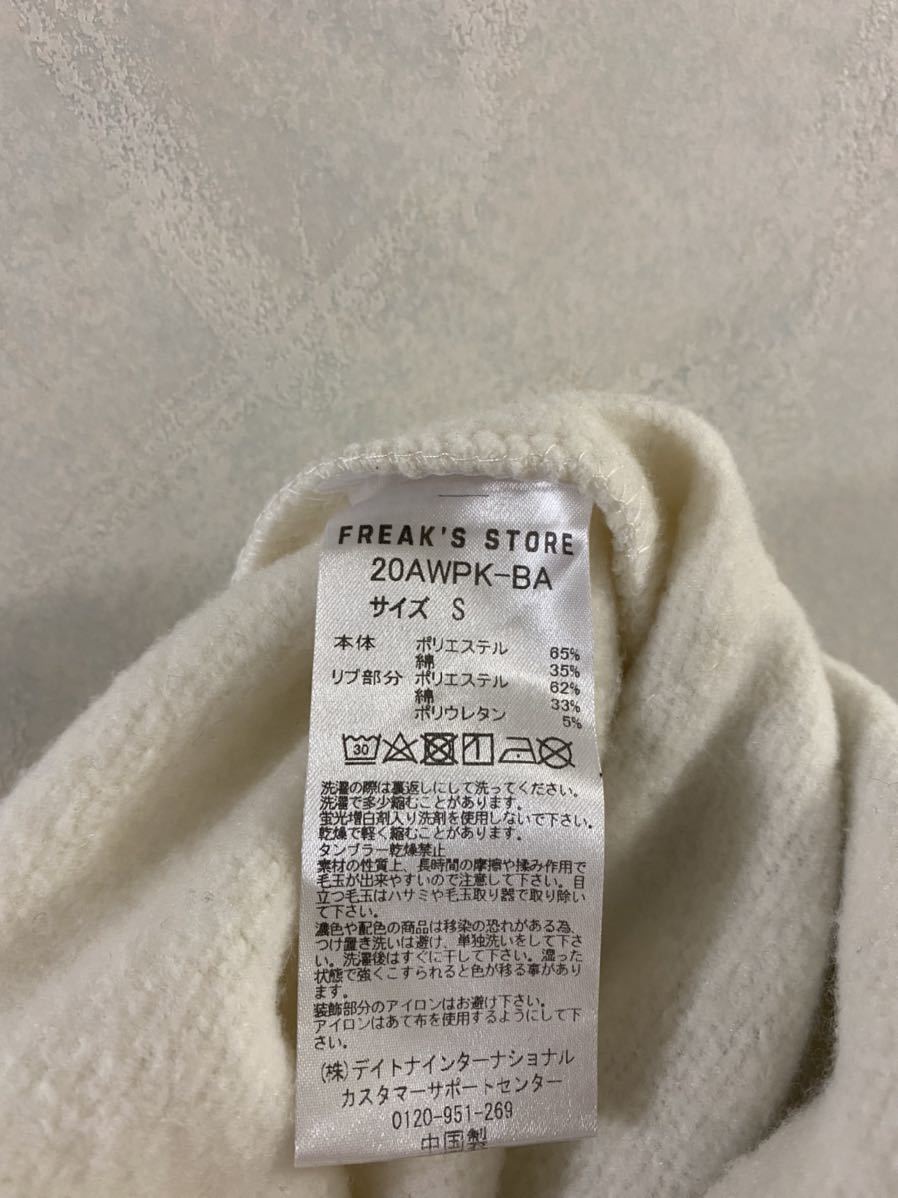 FREAK'S STORE
20AWPK-BA
サイズ S
本体 ポリエステル 65%
綿 35%
リブ部分 ポリエステル 62%
綿 33%
ポリウレタン 5%
30
洗濯の際は裏返しにして洗ってください。
洗濯で多少縮むことがあります。
蛍光増白剤入り洗剤を使用しないで下さい。
乾燥で軽く縮むことがあります。
タンブラー乾燥禁止
素材の性質上、長時間の摩擦や揉み作用で
毛玉が出来やすいので注意して下さい。目
立つ毛玉はハサミや毛玉取り器で取り除い
て下さい。
濃色や配色の商品は移染の恐れがある為、
つけ置き洗いは避け、単独洗いをして下さ
い。洗濯後はすぐに干して下さい。湿った
状態で強くこすられると色が移る事があり
ます。
装飾部分のアイロンはお避け下さい。
アイロンはあて布を使用するようにして下
さい。
(株)デイトナインターナショナル
カスタマーサポートセンター
0120-951-269
中国製